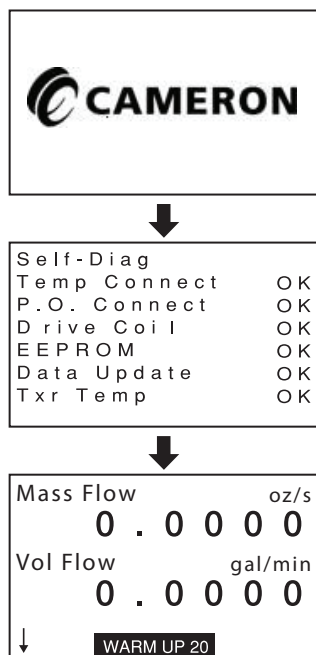 CAMERON
Self-Diag
Temp Connect OK
P.O. Connect OK
Drive Coil OK
EEPROM OK
Data Update OK
Txr Temp OK
Mass Flow oz/s
0.0000
Vol Flow gal/min
0.0000
WARM UP 20